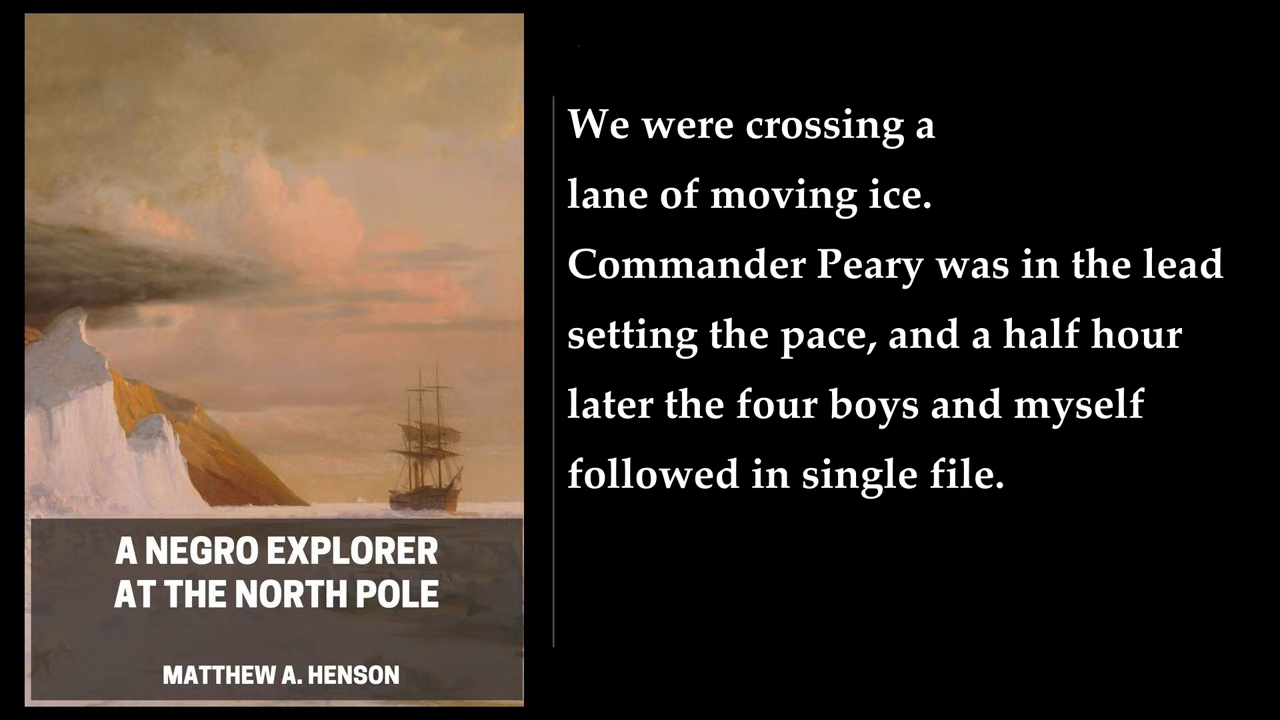 We were crossing a
lane of moving ice.
Commander Peary was in the lead
setting the pace, and a half hour
later the four boys and myself
followed in single file.
A NEGRO EXPLORER
AT THE NORTH POLE
MATTHEW A. HENSON